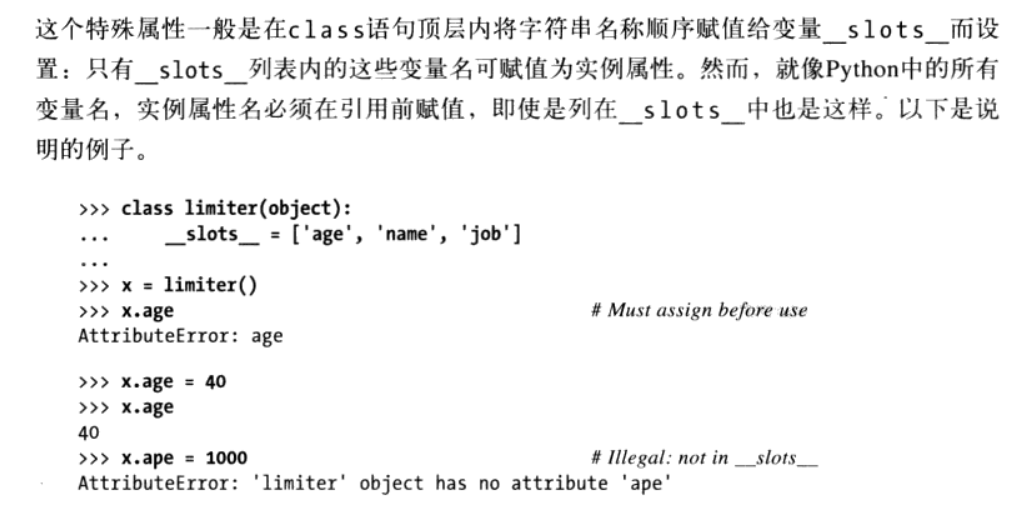 这个特殊属性一般是在class语句顶层内将字符串名称顺序赋值给变量__slots__而设
置：只有__slots__列表内的这些变量名可赋值为实例属性。然而，就像Python中的所有
变量名，实例属性名必须在引用前赋值，即使是列在__slots__中也是这样。以下是说
明的例子。
>>> class limiter(object):
...     __slots__ = ['age', 'name', 'job']
...
>>> x = limiter()
>>> x.age # Must assign before use
AttributeError: age
>>> x.age = 40
>>> x.age
40
>>> x.ape = 1000 # Illegal: not in __slots__
AttributeError: 'limiter' object has no attribute 'ape'